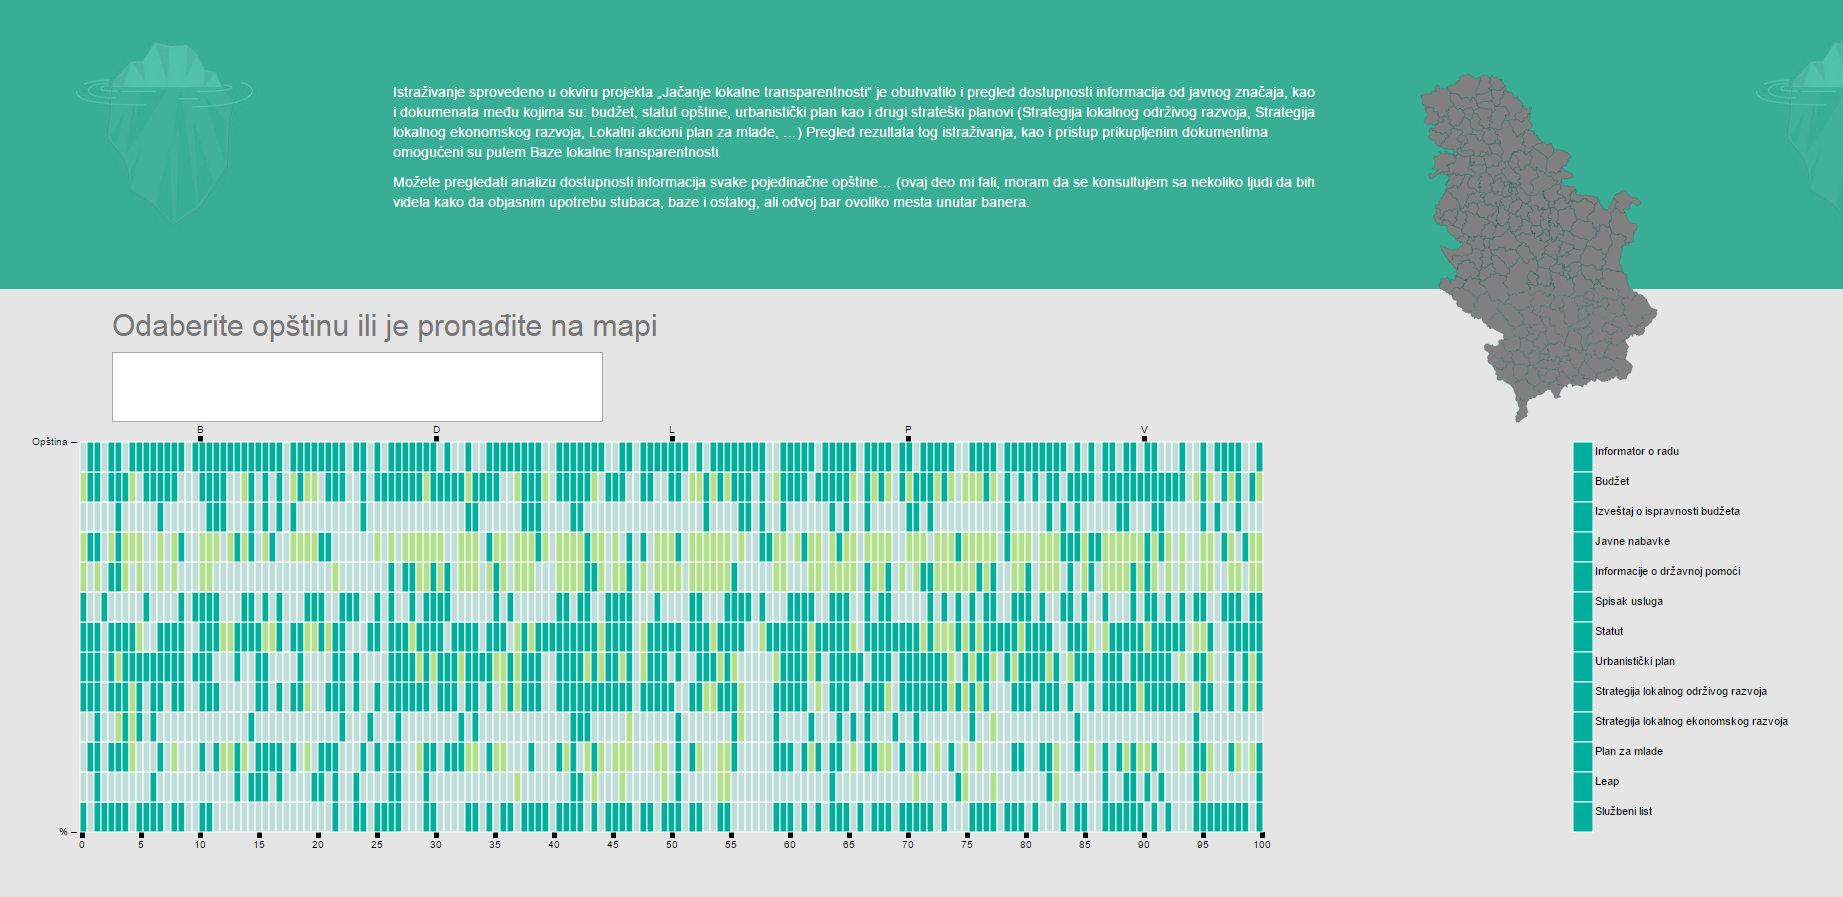 Istraživanje sprovedeno u okviru projekta „Jačanje lokalne transparentnosti“ je obuhvatilo i pregled dostupnosti informacija od javnog značaja, kao
i dokumenata među kojima su: budžet, statut opštine, urbanistički plan kao i drugi strateški planovi (Strategija lokalnog održivog razvoja, Strategija
lokalnog ekonomskog razvoja, Lokalni akcioni plan za mlade, …) Pregled rezultata tog istraživanja, kao i pristup prikupljenim dokumentima
omogućeni su putem Baze lokalne transparentnosti.
Možete pregledati analizu dostupnosti informacija svake pojedinačne opštine… (ovaj deo mi fali, moram da se konsultujem sa nekoliko ljudi da bih
videla kako da objasnim upotrebu stubaca, baze i ostalog, ali odvoj bar ovoliko mesta unutar banera.
Odaberite opštinu ili je pronađite na mapi
B D L P V
Opština
Informator o radu
Budžet
Izveštaj o ispravnosti budžeta
Javne nabavke
Informacije o državnoj pomoći
Spisak usluga
Statut
Urbanistički plan
Strategija lokalnog održivog razvoja
Strategija lokalnog ekonomskog razvoja
Plan za mlade
Leap
Službeni list
%
0 5 10 15 20 25 30 35 40 45 50 55 60 65 70 75 80 85 90 95 100